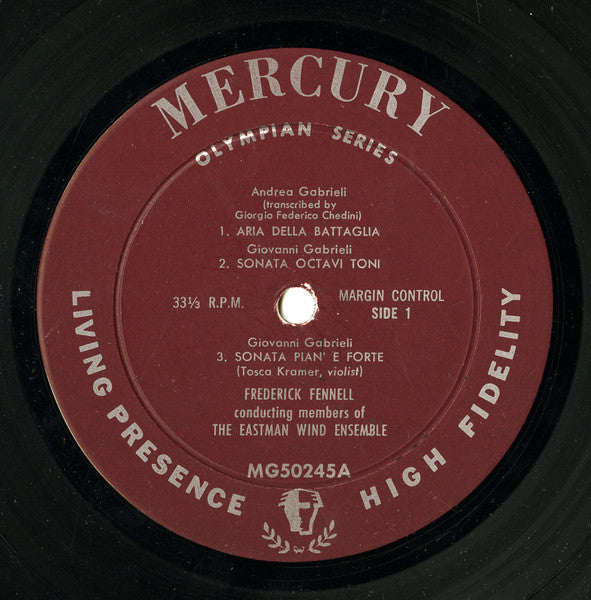 MERCURY
OLYMPIAN SERIES
Andrea Gabrieli
(transcribed by
Giorgio Federico Chedini)
1. ARIA DELLA BATTAGLIA
Giovanni Gabrieli
2. SONATA OCTAVI TONI
33⅓ R.P.M.
MARGIN CONTROL
SIDE 1
Giovanni Gabrieli
3. SONATA PIAN' E FORTE
(Tosca Kramer, violist)
FREDERICK FENNELL
conducting members of
THE EASTMAN WIND ENSEMBLE
MG50245A
LIVING PRESENCE
HIGH FIDELITY